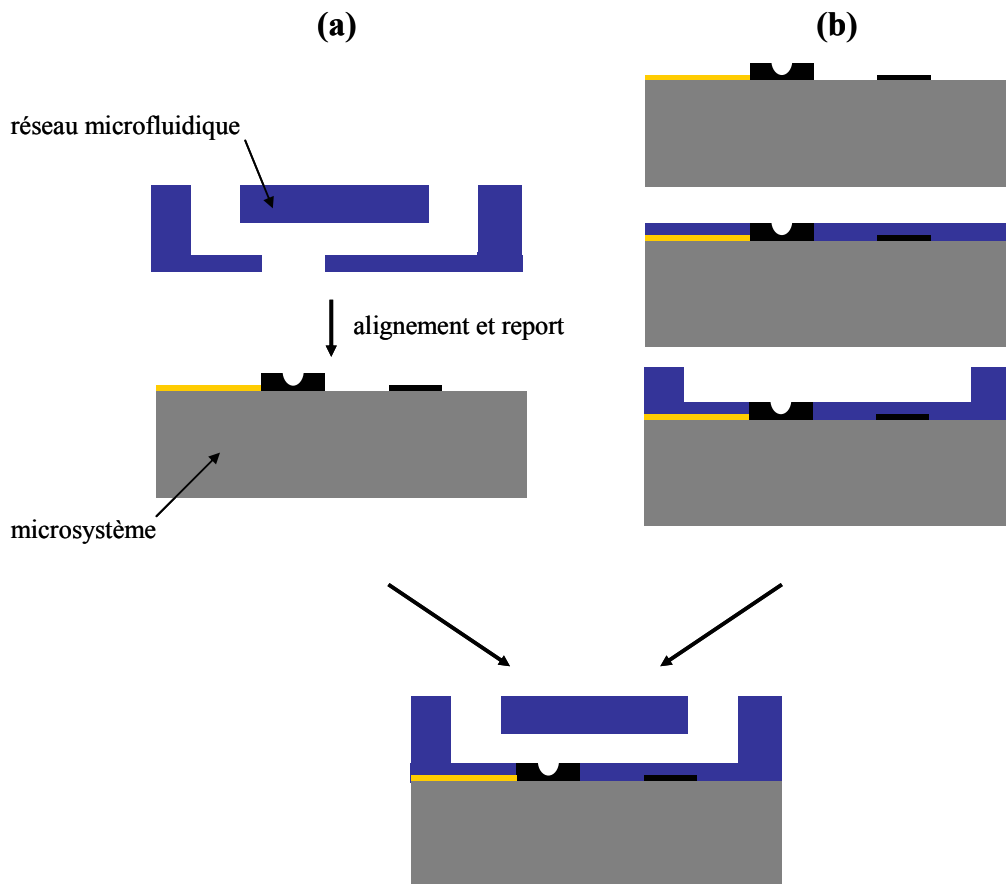 (a)
(b)
réseau microfluidique
alignement et report
microsystème